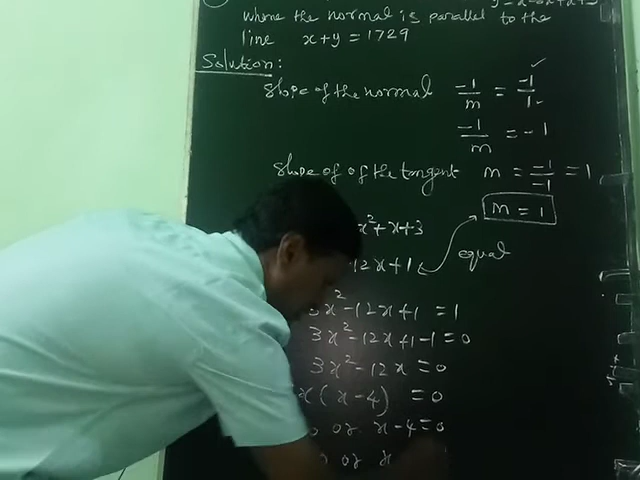 where the normal is parallel to the
line x+y = 1729
Solution:
Slope of the normal -1/m = -1/1
-1/m = -1
Slope of of the tangent m = -1/-1 = 1
m = 1
x²+x+3
12x+1
equal
3x²-12x+1 = 1
3x²-12x+1-1=0
3x²-12x=0
x(x-4) = 0
or x-4=0
or x